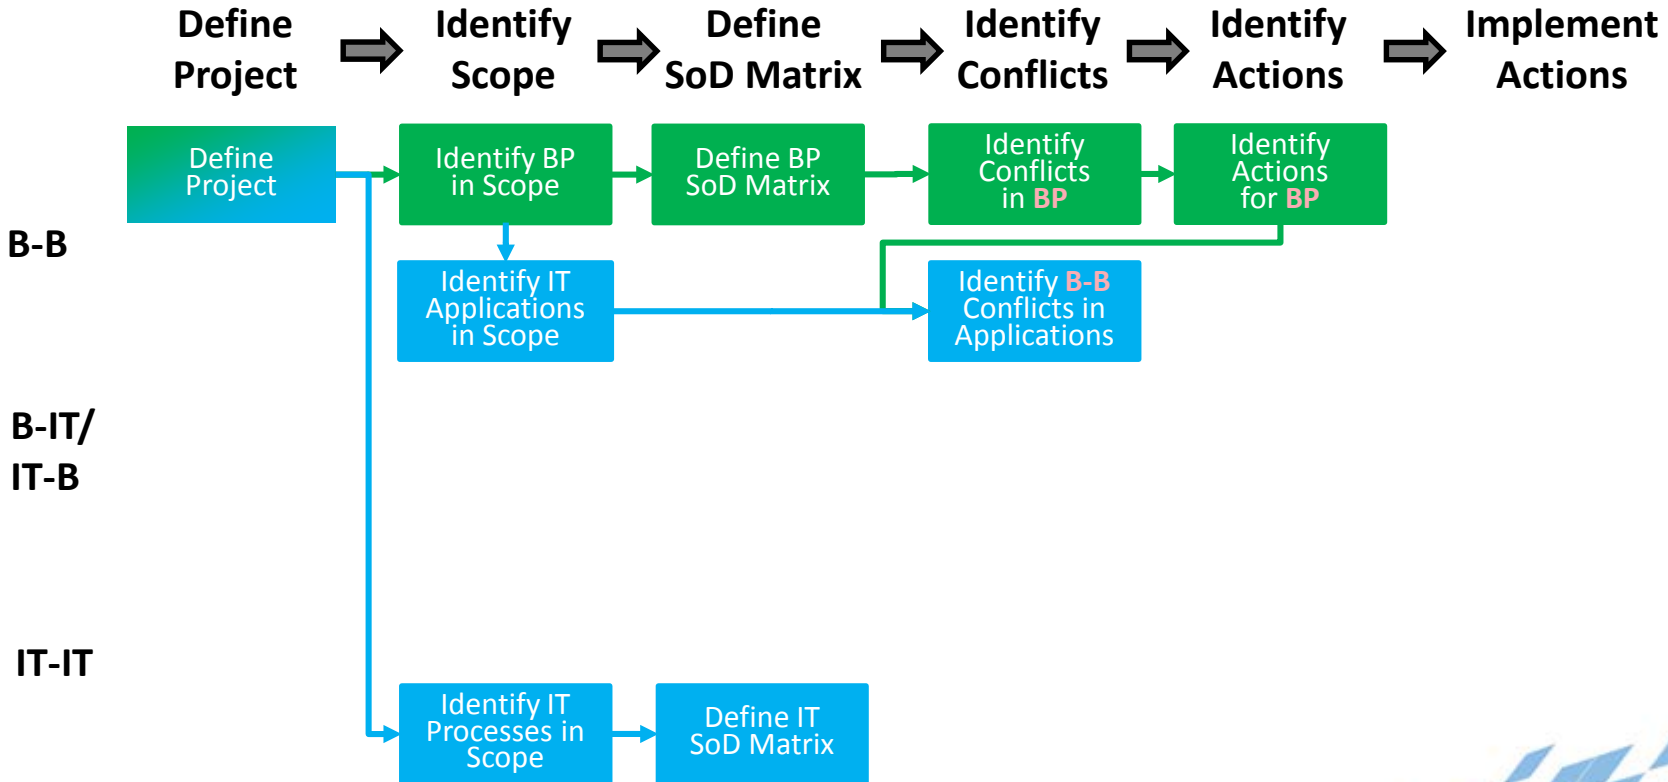 Define
Project
Identify
Scope
Define
SoD Matrix
Identify
Conflicts
Identify
Actions
Implement
Actions
Define
Project
Identify BP
in Scope
Define BP
SoD Matrix
Identify
Conflicts
in BP
Identify
Actions
for BP
B-B
Identify IT
Applications
in Scope
Identify B-B
Conflicts in
Applications
B-IT/
IT-B
IT-IT
Identify IT
Processes in
Scope
Define IT
SoD Matrix